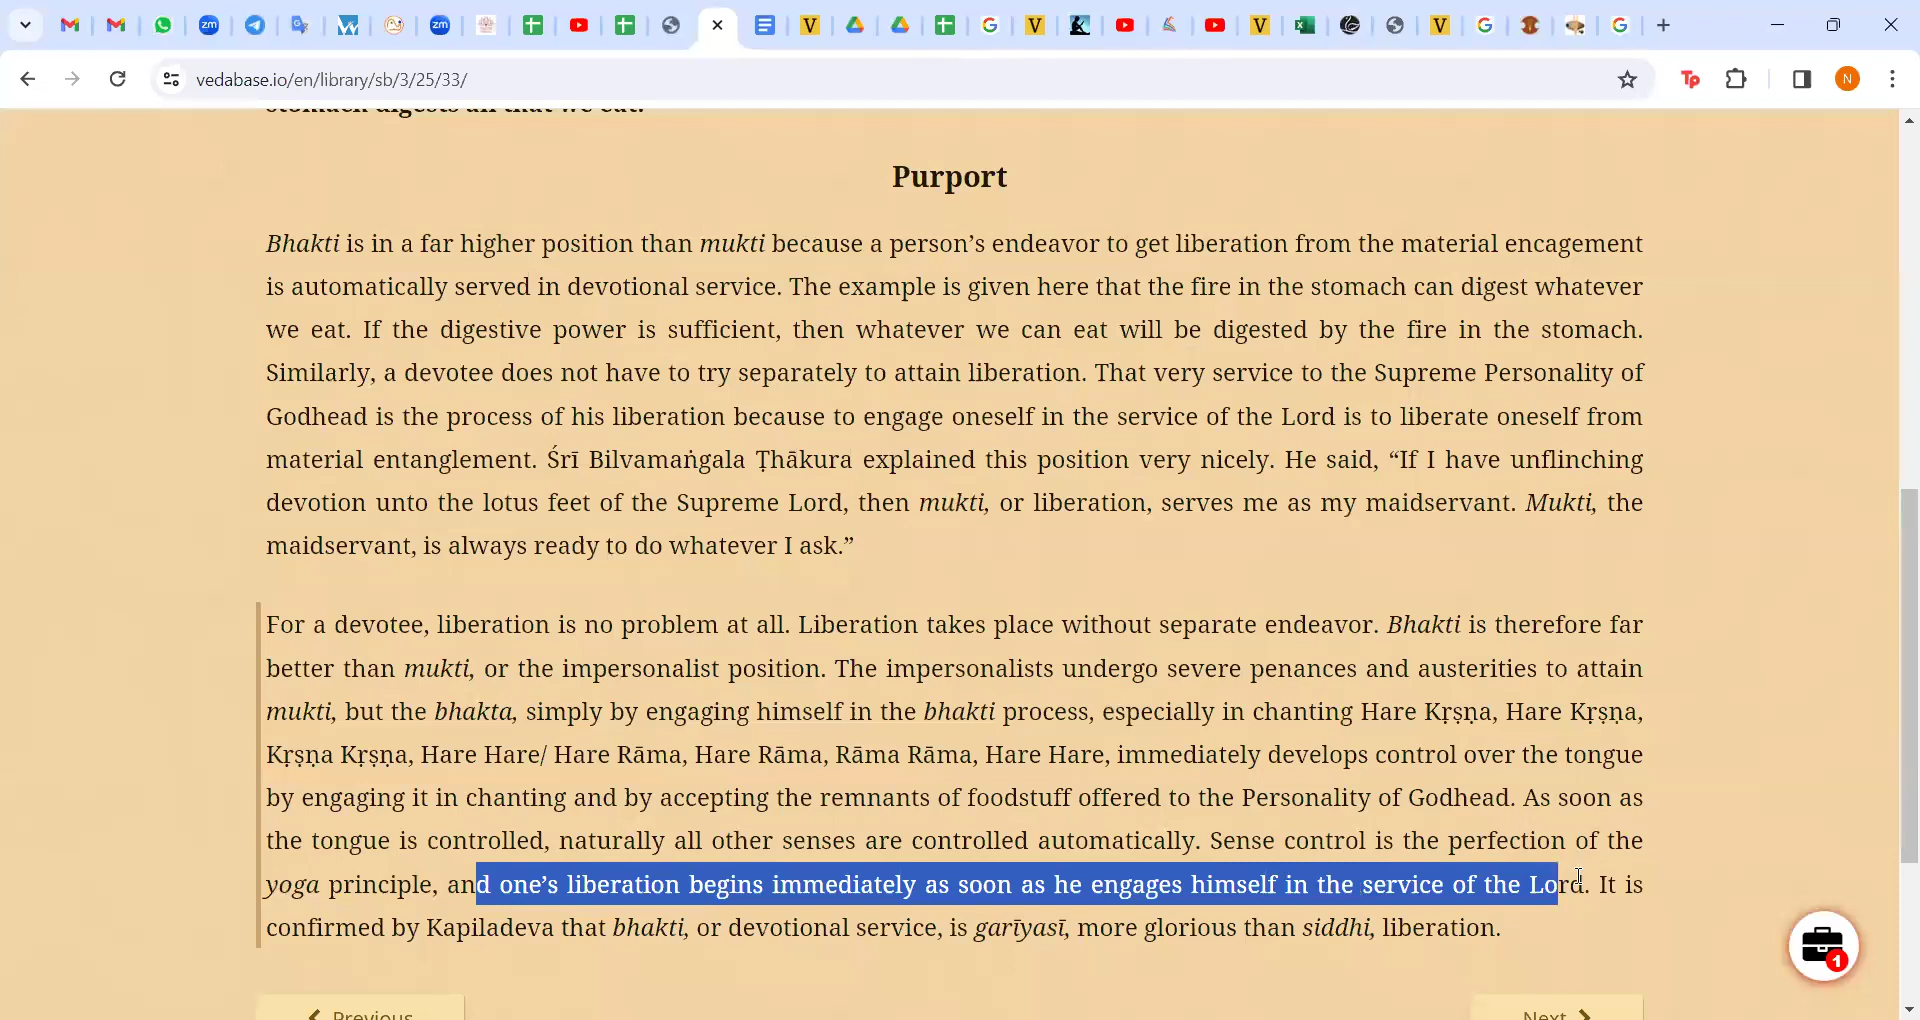 vedabase.io/en/library/sb/3/25/33/
N
stomach digests all that we eat.
Purport
Bhakti is in a far higher position than mukti because a person’s endeavor to get liberation from the material encagement
is automatically served in devotional service. The example is given here that the fire in the stomach can digest whatever
we eat. If the digestive power is sufficient, then whatever we can eat will be digested by the fire in the stomach.
Similarly, a devotee does not have to try separately to attain liberation. That very service to the Supreme Personality of
Godhead is the process of his liberation because to engage oneself in the service of the Lord is to liberate oneself from
material entanglement. Śrī Bilvamaṅgala Ṭhākura explained this position very nicely. He said, “If I have unflinching
devotion unto the lotus feet of the Supreme Lord, then mukti, or liberation, serves me as my maidservant. Mukti, the
maidservant, is always ready to do whatever I ask.”
For a devotee, liberation is no problem at all. Liberation takes place without separate endeavor. Bhakti is therefore far
better than mukti, or the impersonalist position. The impersonalists undergo severe penances and austerities to attain
mukti, but the bhakta, simply by engaging himself in the bhakti process, especially in chanting Hare Kṛṣṇa, Hare Kṛṣṇa,
Kṛṣṇa Kṛṣṇa, Hare Hare/ Hare Rāma, Hare Rāma, Rāma Rāma, Hare Hare, immediately develops control over the tongue
by engaging it in chanting and by accepting the remnants of foodstuff offered to the Personality of Godhead. As soon as
the tongue is controlled, naturally all other senses are controlled automatically. Sense control is the perfection of the
yoga principle, and one’s liberation begins immediately as soon as he engages himself in the service of the Lord. It is
confirmed by Kapiladeva that bhakti, or devotional service, is garīyasī, more glorious than siddhi, liberation.
1
Previous
Next